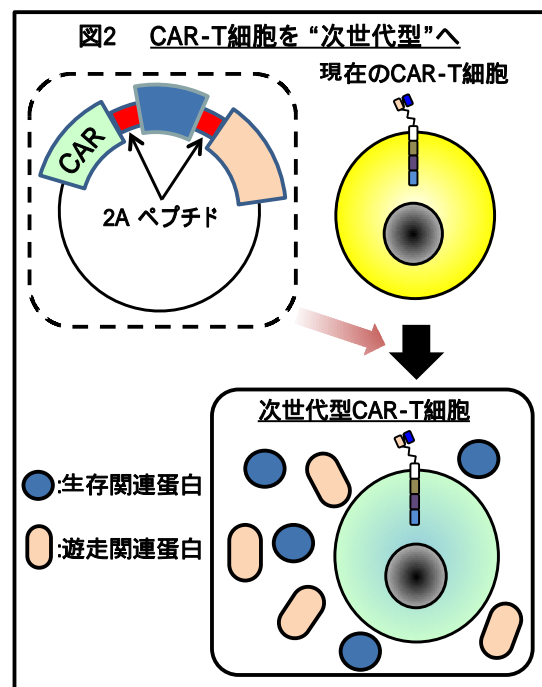 図2 CAR-T細胞を “次世代型”へ
現在のCAR-T細胞
CAR
2A ペプチド
次世代型CAR-T細胞
:生存関連蛋白
:遊走関連蛋白